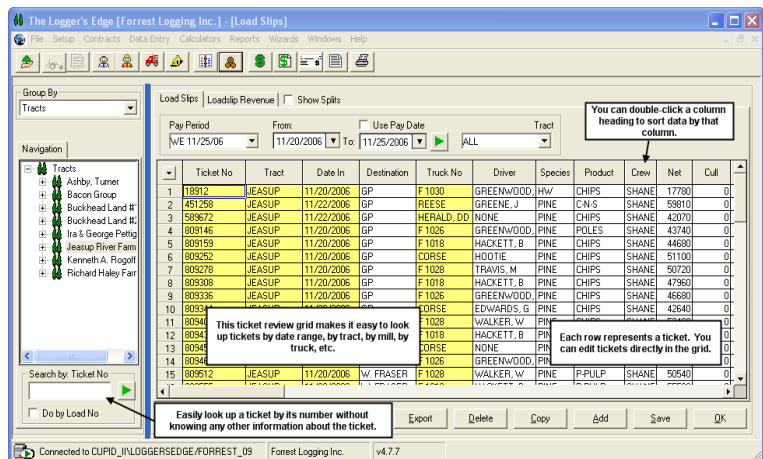 The Logger's Edge [Forrest Logging Inc.] - [Load Slips]
File Setup Contracts Data Entry Calculators Reports Wizards Windows Help
Group By
Tracts
Navigation
Tracts
Ashby, Turner
Bacon Group
Buckhead Land #
Buckhead Land #
Ira & George Pettig
Jeasup River Farm
Kenneth A. Rogoff
Richard Haley Farr
Search by: Ticket No
Do by Load No
Load Slips Loadslip Revenue Show Splits
You can double-click a column heading to sort data by that column.
Pay Period From: Use Pay Date Tract
WE 11/25/06 11/20/2006 To: 11/25/2006 ALL
Ticket No Tract Date In Destination Truck No Driver Species Product Crew Net Cull
1 18912 JEASUP 11/20/2006 GP F 1030 GREENWOOD, HW CHIPS SHANE 17780 0
2 451258 JEASUP 11/22/2006 GP REESE GREENE, J PINE C-N-S SHANE 59810 0
3 589672 JEASUP 11/22/2006 GP HERALD, DD NONE PINE CHIPS SHANE 42070 0
4 809146 JEASUP 11/20/2006 GP F 1026 GREENWOOD, PINE POLES SHANE 43740 0
5 809159 JEASUP 11/20/2006 GP F 1018 HACKETT, B PINE CHIPS SHANE 44680 0
6 809252 JEASUP 11/20/2006 GP CORSE HOOTIE PINE CHIPS SHANE 51100 0
7 809278 JEASUP 11/20/2006 GP F 1028 TRAVIS, M PINE CHIPS SHANE 50720 0
8 809308 JEASUP 11/20/2006 GP F 1018 HACKETT, B PINE CHIPS SHANE 47960 0
9 809336 JEASUP 11/20/2006 GP F 1026 GREENWOOD, PINE CHIPS SHANE 46680 0
10 JEASUP 11/20/2006 GP CORSE EDWARDS, G PINE CHIPS SHANE 42640 0
11 F 1028 WALKER, W
12 F 1018 HACKETT, B
13 CORSE NONE
14 F 1026 GREENWOOD,
15 809512 JEASUP 11/20/2006 W. FRASER F 1028 WALKER, W PINE P-PULP SHANE 50540 0
This ticket review grid makes it easy to look up tickets by date range, by tract, by mill, by truck, etc.
Each row represents a ticket. You can edit tickets directly in the grid.
Easily look up a ticket by its number without knowing any other information about the ticket.
Export Delete Copy Add Save OK
Connected to CUPID_II\LOGGERSEDGE/FORREST_09 Forrest Logging Inc. v4.7.7